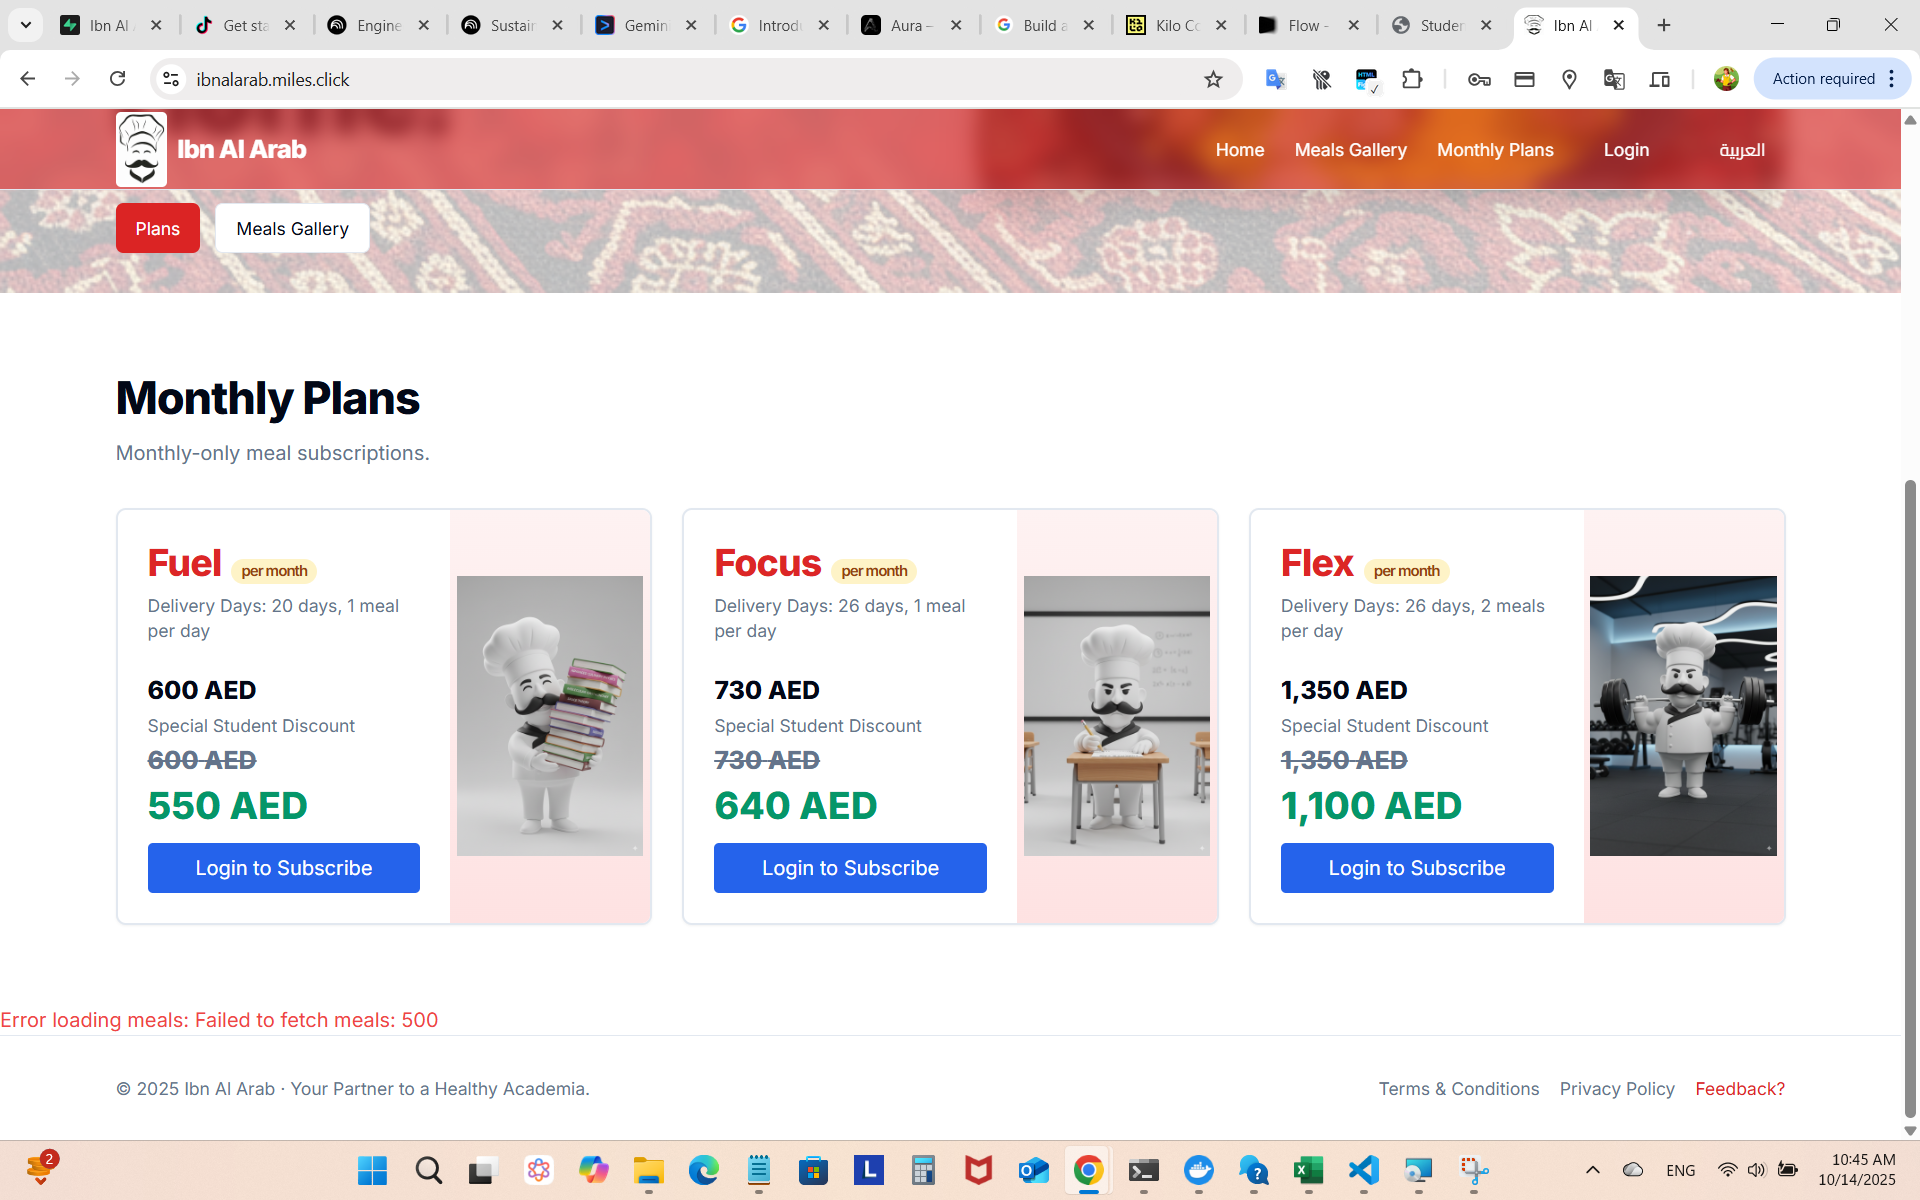 Ibn Al
Get sta
Engine
Sustair
Gemin
Introdu
Aura –
Build a
Kilo Co
Flow -
Studen
Ibn Al
ibnalarab.miles.click
Action required
Ibn Al Arab
Home
Meals Gallery
Monthly Plans
Login
العربية
Plans
Meals Gallery
Monthly Plans
Monthly-only meal subscriptions.
Fuel per month
Delivery Days: 20 days, 1 meal
per day
600 AED
Special Student Discount
600 AED
550 AED
Login to Subscribe
Focus per month
Delivery Days: 26 days, 1 meal
per day
730 AED
Special Student Discount
730 AED
640 AED
Login to Subscribe
Flex per month
Delivery Days: 26 days, 2 meals
per day
1,350 AED
Special Student Discount
1,350 AED
1,100 AED
Login to Subscribe
Error loading meals: Failed to fetch meals: 500
© 2025 Ibn Al Arab · Your Partner to a Healthy Academia.
Terms & Conditions
Privacy Policy
Feedback?
2
ENG
10:45 AM
10/14/2025